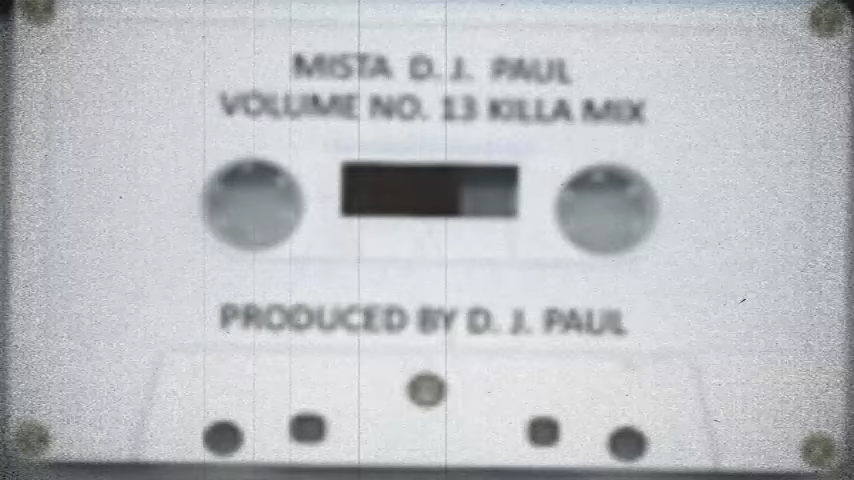 MISTA D. J. PAUL
VOLUME NO. 13 KILLA MIX
PRODUCED BY D. J. PAUL